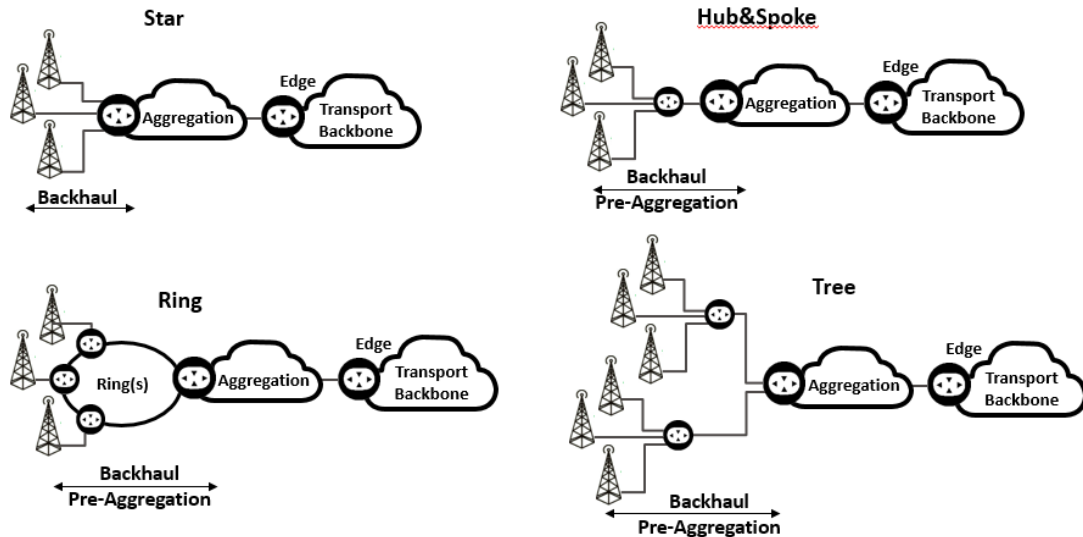 Star
Edge
Aggregation
Transport
Backbone
Backhaul
Hub&Spoke
Edge
Aggregation
Transport
Backbone
Backhaul
Pre-Aggregation
Ring
Edge
Ring(s)
Aggregation
Transport
Backbone
Backhaul
Pre-Aggregation
Tree
Edge
Aggregation
Transport
Backbone
Backhaul
Pre-Aggregation